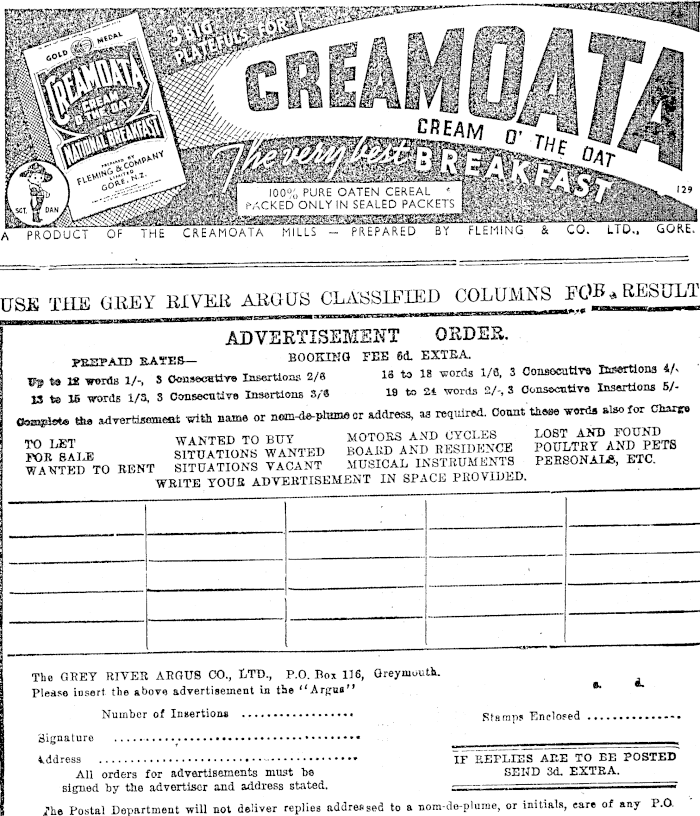 GOLD MEDAL
CREAMOATA
CREAM
O' THE OAT
NATIONAL BREAKFAST
PREPARED BY
FLEMING & COMPANY
LIMITED
GORE, N.Z.
SGT. DAN
3 BIG
PLATEFULS FOR 1
CREAMOATA
CREAM O' THE OAT
The very best BREAKFAST
100% PURE OATEN CEREAL
PACKED ONLY IN SEALED PACKETS
129
A PRODUCT OF THE CREAMOATA MILLS — PREPARED BY FLEMING & CO. LTD., GORE.
USE THE GREY RIVER ARGUS CLASSIFIED COLUMNS FOR RESULT
ADVERTISEMENT ORDER.
PREPAID RATES— BOOKING FEE 6d. EXTRA.
Up to 12 words 1/-, 3 Consecutive Insertions 2/6 16 to 18 words 1/6, 3 Consecutive Insertions 4/-
13 to 15 words 1/3, 3 Consecutive Insertions 3/6 19 to 24 words 2/-, 3 Consecutive Insertions 5/-
Complete the advertisement with name or nom-de-plume or address, as required. Count these words also for Charge
TO LET WANTED TO BUY MOTORS AND CYCLES LOST AND FOUND
FOR SALE SITUATIONS WANTED BOARD AND RESIDENCE POULTRY AND PETS
WANTED TO RENT SITUATIONS VACANT MUSICAL INSTRUMENTS PERSONALS, ETC.
WRITE YOUR ADVERTISEMENT IN SPACE PROVIDED.
The GREY RIVER ARGUS CO., LTD., P.O. Box 116, Greymouth.
Please insert the above advertisement in the "Argus"
s. d.
Number of Insertions .................
Stamps Enclosed ..............
Signature ....................................
Address ......................................
All orders for advertisements must be
signed by the advertiser and address stated.
IF REPLIES ARE TO BE POSTED
SEND 3d. EXTRA.
The Postal Department will not deliver replies addressed to a nom-de-plume, or initials, care of any P.O.